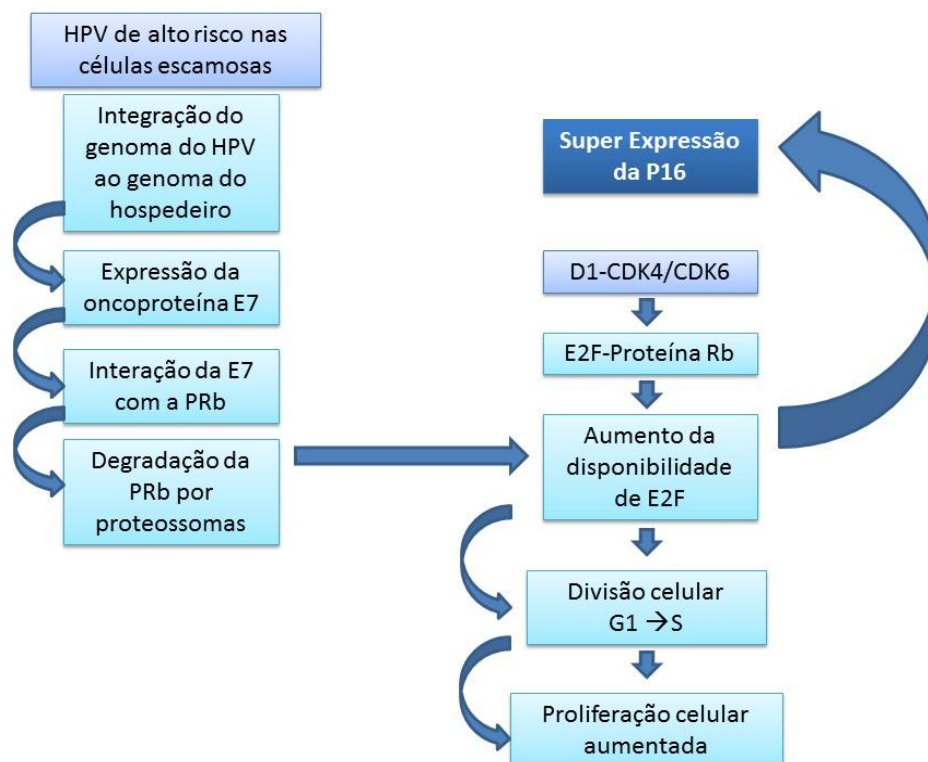 HPV de alto risco nas
células escamosas
Integração do
genoma do HPV
ao genoma do
hospedeiro
Expressão da
oncoproteína E7
Interação da E7
com a PRb
Degradação da
PRb por
proteossomas
Super Expressão
da P16
D1-CDK4/CDK6
E2F-Proteína Rb
Aumento da
disponibilidade
de E2F
Divisão celular
G1 →S
Proliferação celular
aumentada